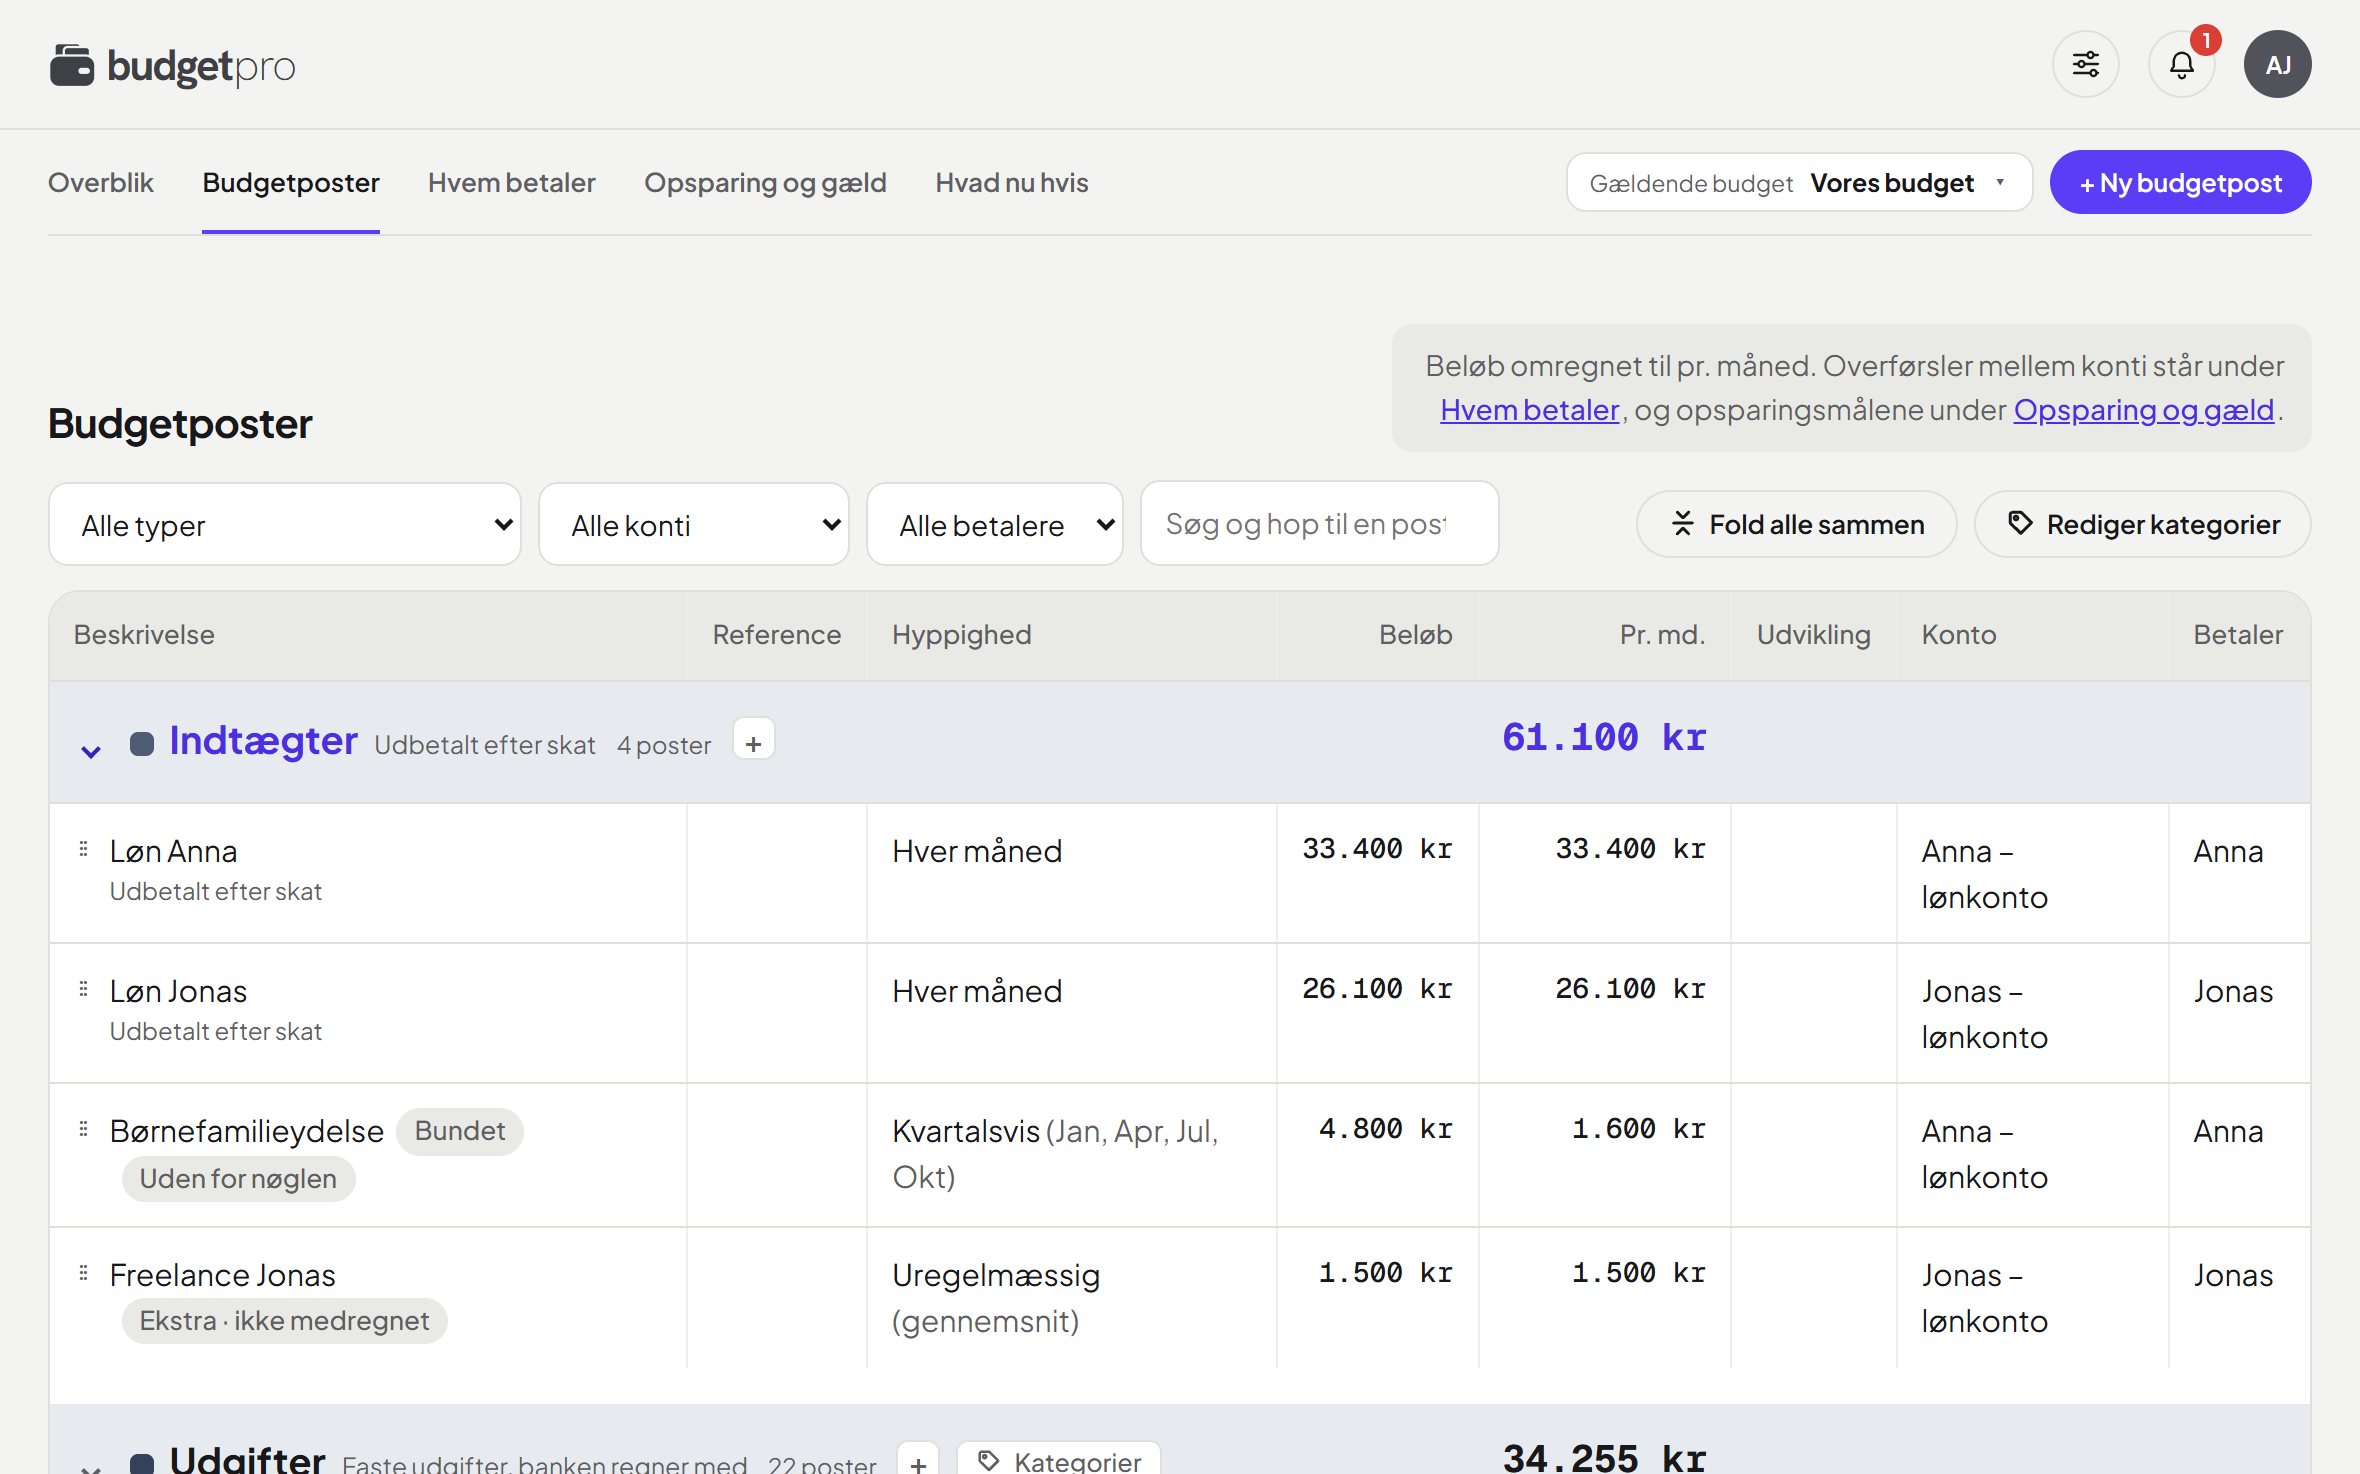 budgetpro
1
AJ
Overblik Budgetposter Hvem betaler Opsparing og gæld Hvad nu hvis Gældende budget Vores budget + Ny budgetpost
Beløb omregnet til pr. måned. Overførsler mellem konti står under
Hvem betaler, og opsparingsmålene under Opsparing og gæld.
Budgetposter
Alle typer Alle konti Alle betalere Søg og hop til en post Fold alle sammen Rediger kategorier
Beskrivelse Reference Hyppighed Beløb Pr. md. Udvikling Konto Betaler
Indtægter Udbetalt efter skat 4 poster + 61.100 kr
Løn Anna Hver måned 33.400 kr 33.400 kr Anna – Anna
Udbetalt efter skat lønkonto
Løn Jonas Hver måned 26.100 kr 26.100 kr Jonas – Jonas
Udbetalt efter skat lønkonto
Børnefamilieydelse Bundet Kvartalsvis (Jan, Apr, Jul, 4.800 kr 1.600 kr Anna – Anna
Uden for nøglen Okt) lønkonto
Freelance Jonas Uregelmæssig 1.500 kr 1.500 kr Jonas – Jonas
Ekstra · ikke medregnet (gennemsnit) lønkonto
Udgifter Faste udgifter, banken regner med 22 poster + Kategorier 34.255 kr